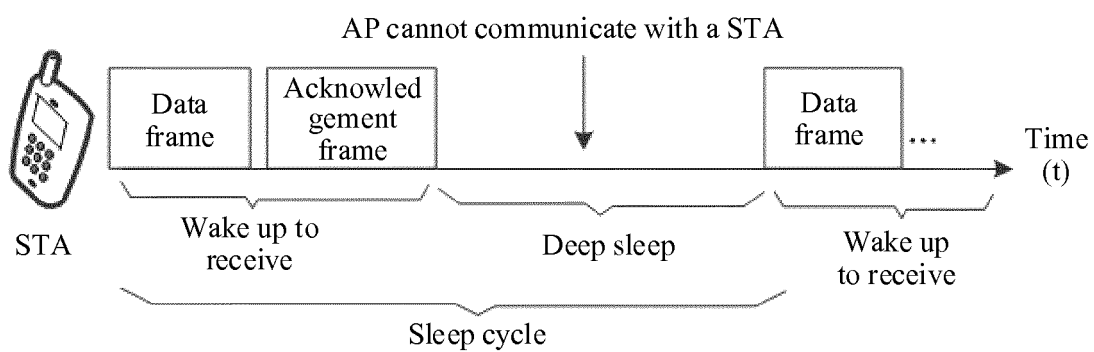 AP cannot communicate with a STA
Data
frame
Acknowled
gement
frame
Data
frame
...
Time
(t)
STA
Wake up to
receive
Deep sleep
Wake up
to receive
Sleep cycle